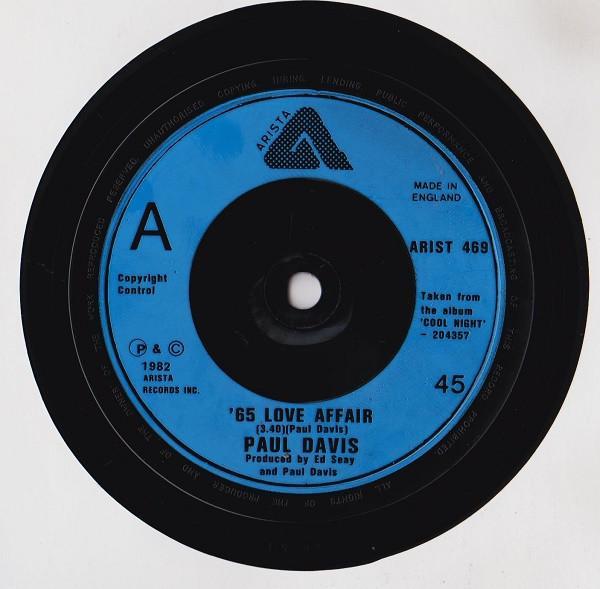 UNAUTHORISED COPYING HIRING LENDING PUBLIC PERFORMANCE AND BROADCASTING OF THIS RECORD PROHIBITED.
ALL RIGHTS OF THE PRODUCER AND OF THE OWNER OF THE WORK REPRODUCED RESERVED.
ARISTA
A
MADE IN
ENGLAND
ARIST 469
Copyright
Control
Taken from
the album
'COOL NIGHT'
- 204357
P & C
1982
ARISTA
RECORDS INC.
45
'65 LOVE AFFAIR
(3.40)(Paul Davis)
PAUL DAVIS
Produced by Ed Seay
and Paul Davis